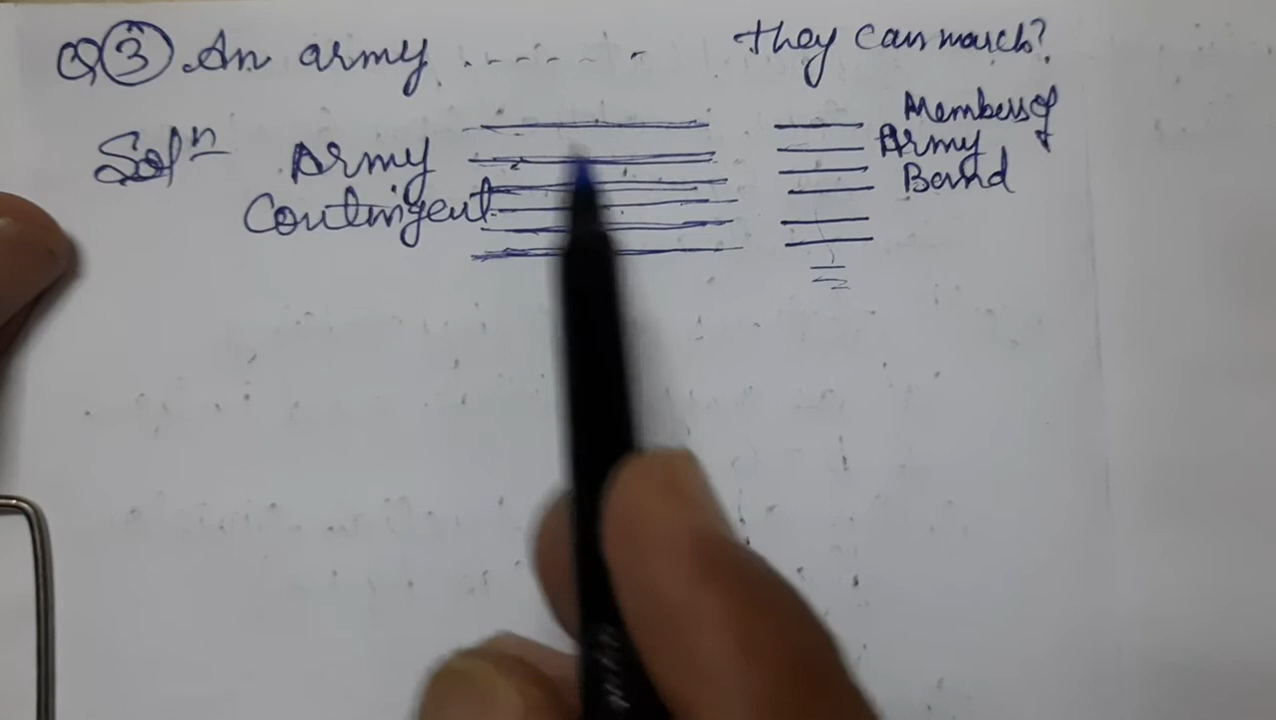 Q③ An army ....... they can march?
Solⁿ Army Contingent
Members of
Army
Band